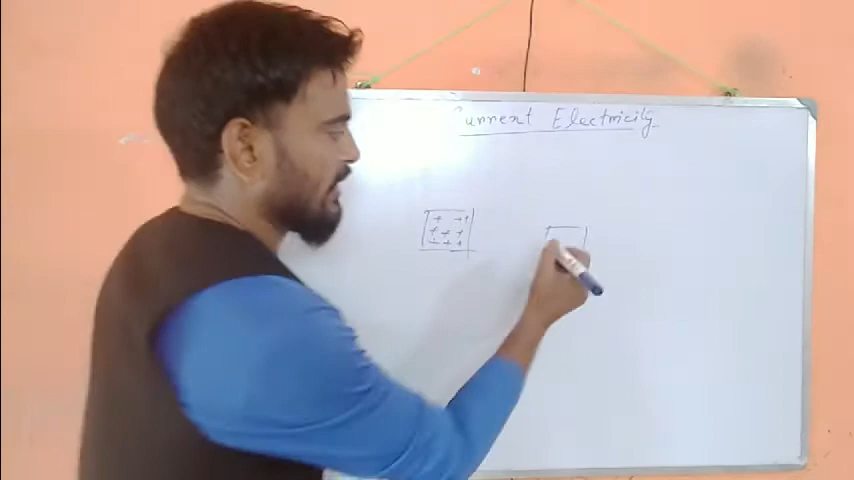 Current Electricity
+ ++
+ + +
+ + +